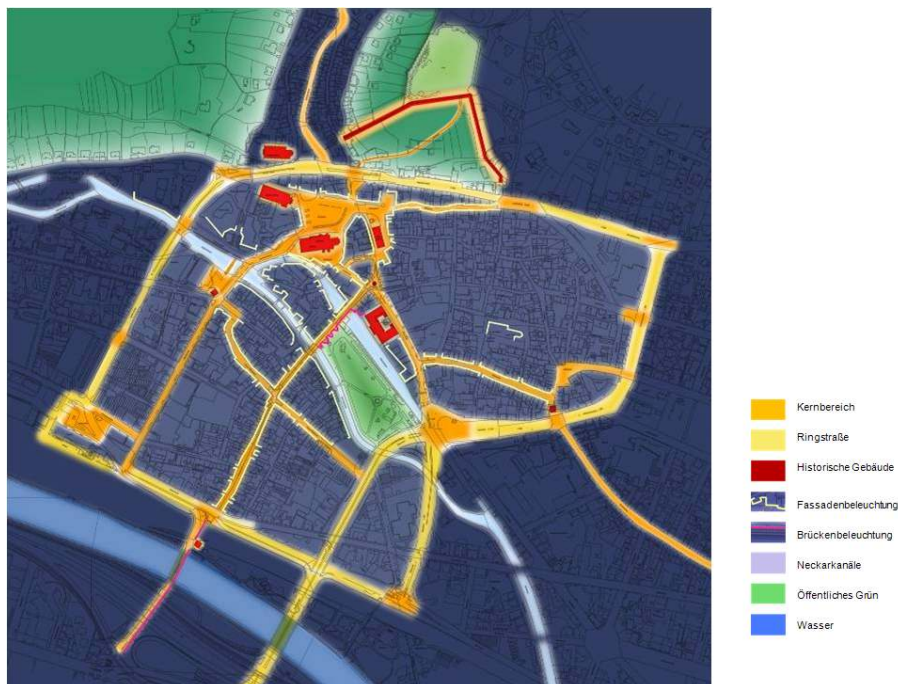 Kernbereich
Ringstraße
Historische Gebäude
Fassadenbeleuchtung
Brückenbeleuchtung
Neckarkanäle
Öffentliches Grün
Wasser